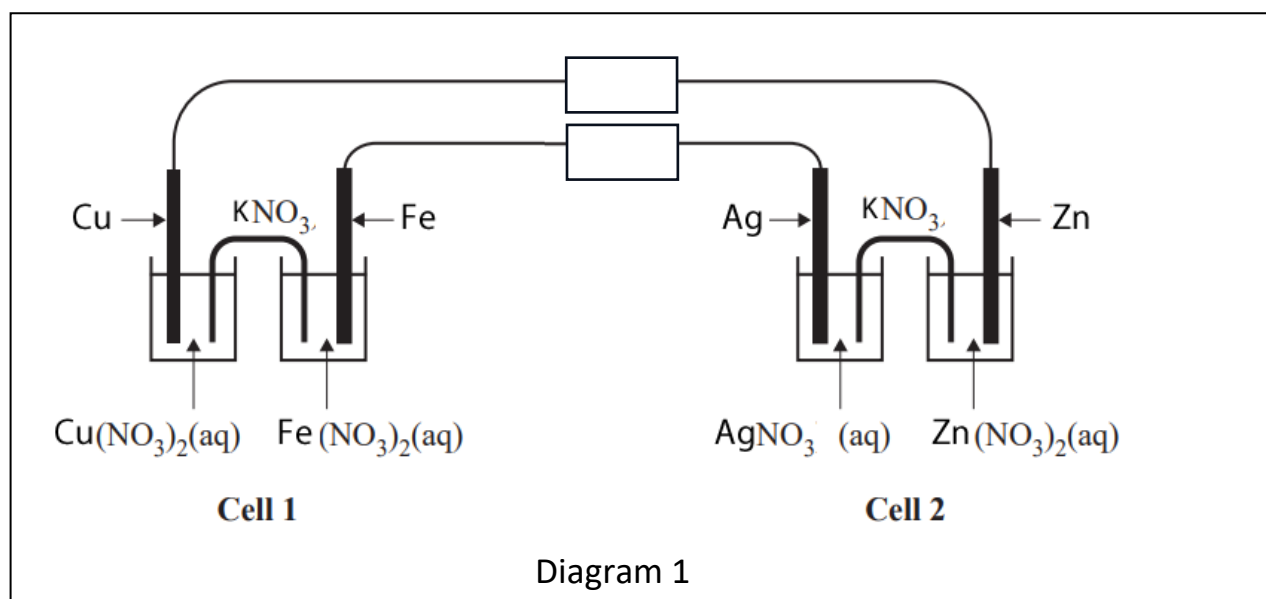 Cu
KNO₃
Fe
Ag
KNO₃
Zn
Cu(NO₃)₂(aq)
Fe(NO₃)₂(aq)
AgNO₃ (aq)
Zn(NO₃)₂(aq)
Cell 1
Cell 2
Diagram 1